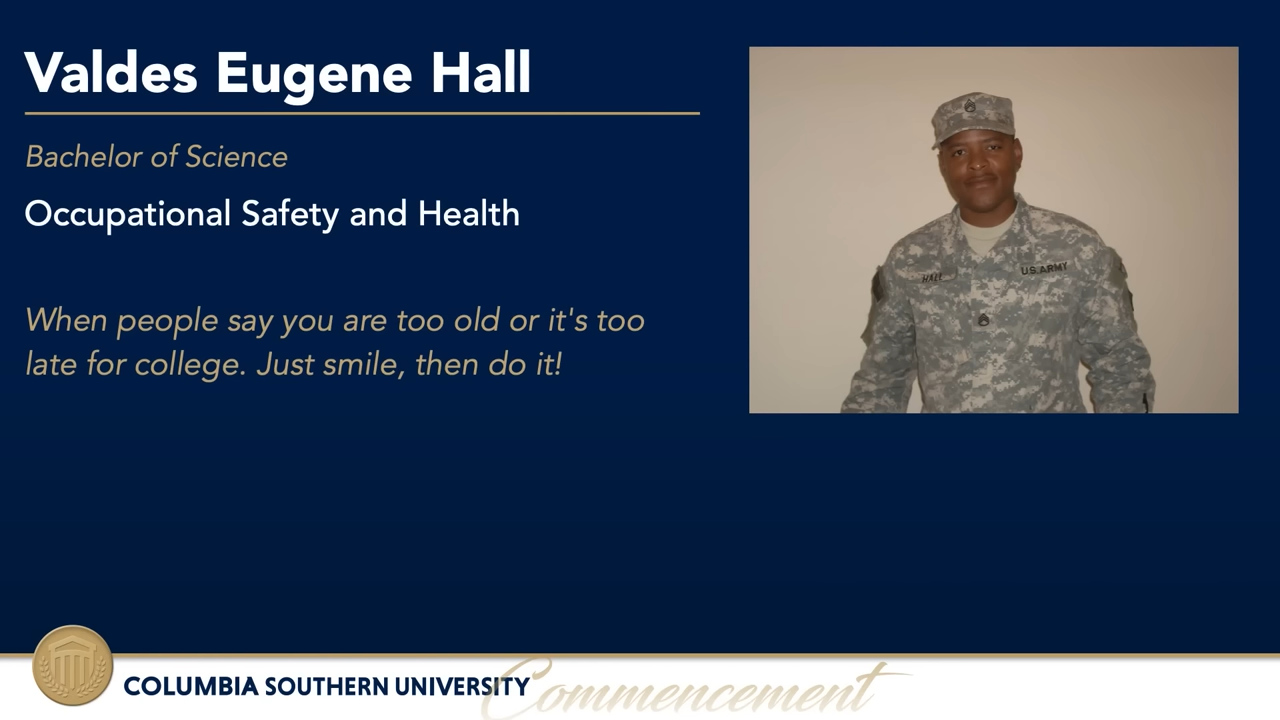 Valdes Eugene Hall
Bachelor of Science
Occupational Safety and Health
When people say you are too old or it's too
late for college. Just smile, then do it!
HALL
U.S. ARMY
COLUMBIA SOUTHERN UNIVERSITY
Commencement